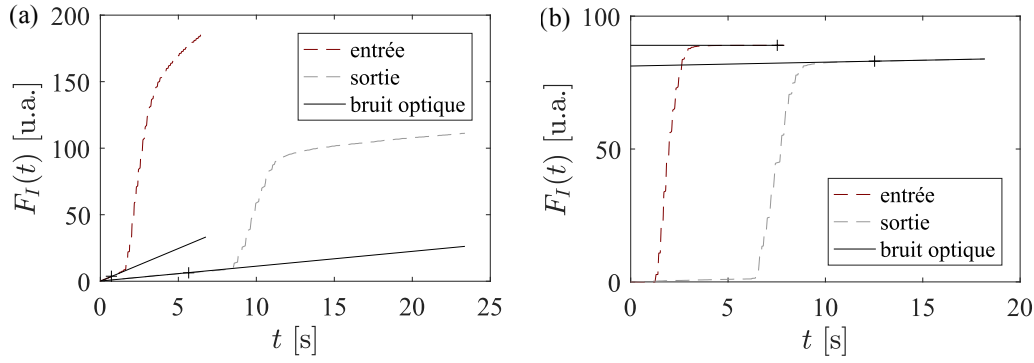 (a)
200
150
100
50
0
F_I(t) [u.a.]
entrée
sortie
bruit optique
0 5 10 15 20 25
t [s]
(b)
100
50
0
F_I(t) [u.a.]
entrée
sortie
bruit optique
0 5 10 15 20
t [s]